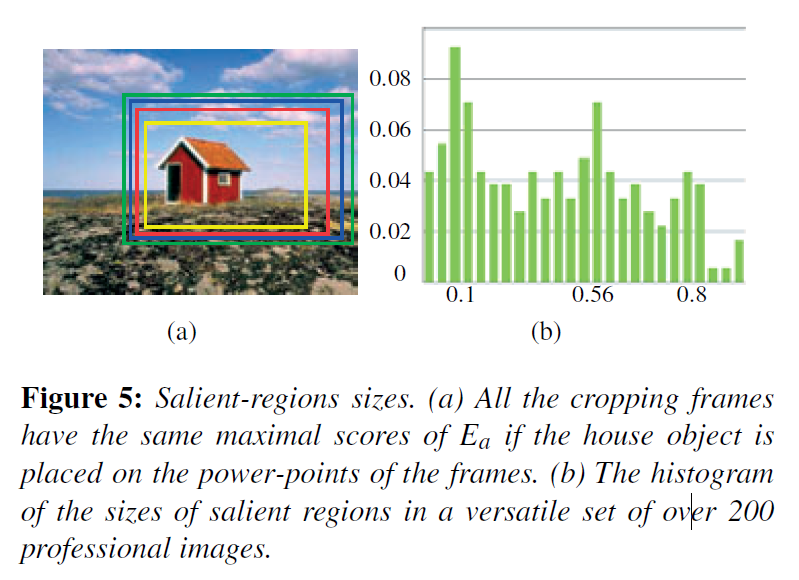 0.08
0.06
0.04
0.02
0
0.1 0.56 0.8
(a) (b)
Figure 5: Salient-regions sizes. (a) All the cropping frames
have the same maximal scores of Ea if the house object is
placed on the power-points of the frames. (b) The histogram
of the sizes of salient regions in a versatile set of over 200
professional images.